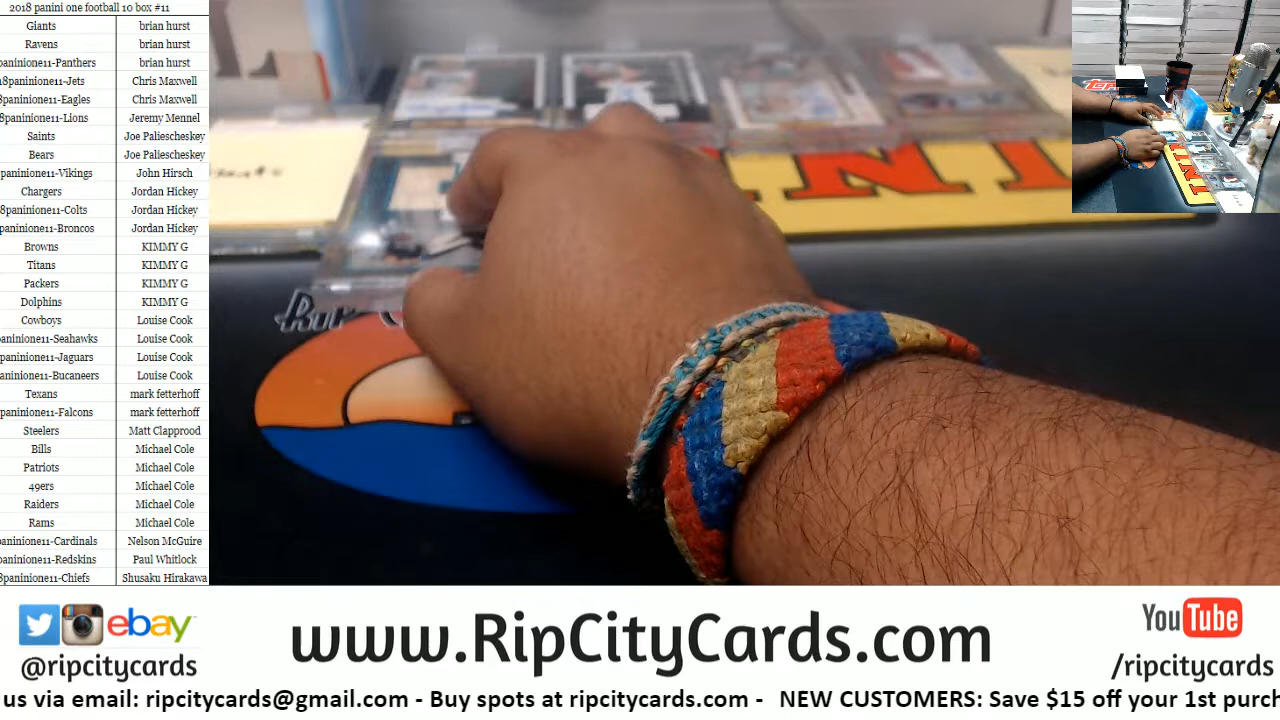 2018 panini one football 10 box #11
Giants brian hurst
Ravens brian hurst
paninione11-Panthers brian hurst
18paninione11-Jets Chris Maxwell
8paninione11-Eagles Chris Maxwell
8paninione11-Lions Jeremy Mennel
Saints Joe Paliescheskey
Bears Joe Paliescheskey
paninione11-Vikings John Hirsch
Chargers Jordan Hickey
8paninione11-Colts Jordan Hickey
paninione11-Broncos Jordan Hickey
Browns KIMMY G
Titans KIMMY G
Packers KIMMY G
Dolphins KIMMY G
Cowboys Louise Cook
paninione11-Seahawks Louise Cook
paninione11-Jaguars Louise Cook
aninione11-Bucaneers Louise Cook
Texans mark fetterhoff
paninione11-Falcons mark fetterhoff
Steelers Matt Clapprood
Bills Michael Cole
Patriots Michael Cole
49ers Michael Cole
Raiders Michael Cole
Rams Michael Cole
paninione11-Cardinals Nelson McGuire
paninione11-Redskins Paul Whitlock
8paninione11-Chiefs Shusaku Hirakawa
NI
Rip
ebay
@ripcitycards
www.RipCityCards.com
YouTube
/ripcitycards
us via email: ripcitycards@gmail.com - Buy spots at ripcitycards.com - NEW CUSTOMERS: Save $15 off your 1st purch